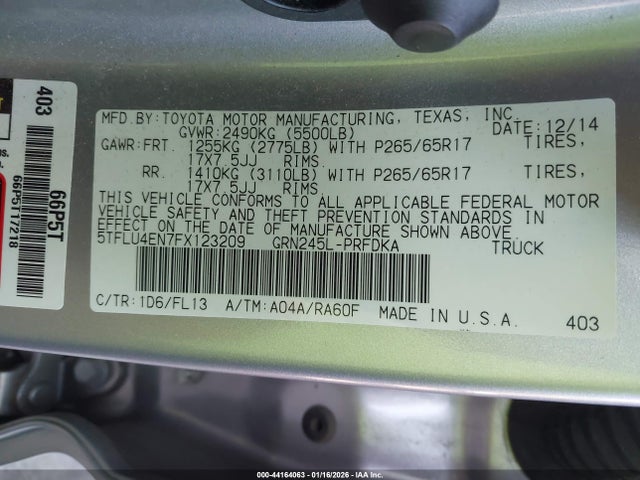 MFD.BY:TOYOTA MOTOR MANUFACTURING, TEXAS, INC.
GVWR:2490KG (5500LB) DATE:12/14
GAWR:FRT. 1255KG (2775LB) WITH P265/65R17 TIRES,
17X7.5JJ RIMS.
RR. 1410KG (3110LB) WITH P265/65R17 TIRES,
17X7.5JJ RIMS
THIS VEHICLE CONFORMS TO ALL APPLICABLE FEDERAL MOTOR
VEHICLE SAFETY AND THEFT PREVENTION STANDARDS IN
EFFECT ON THE DATE OF MANUFACTURE SHOWN ABOVE.
5TFLU4EN7FX123209 GRN245L-PRFDKA TRUCK
C/TR:1D6/FL13 A/TM:A04A/RA60F MADE IN U.S.A. 403
403
66P5T
66P5T17218
000-44164063 - 01/16/2026 - IAAI.COM